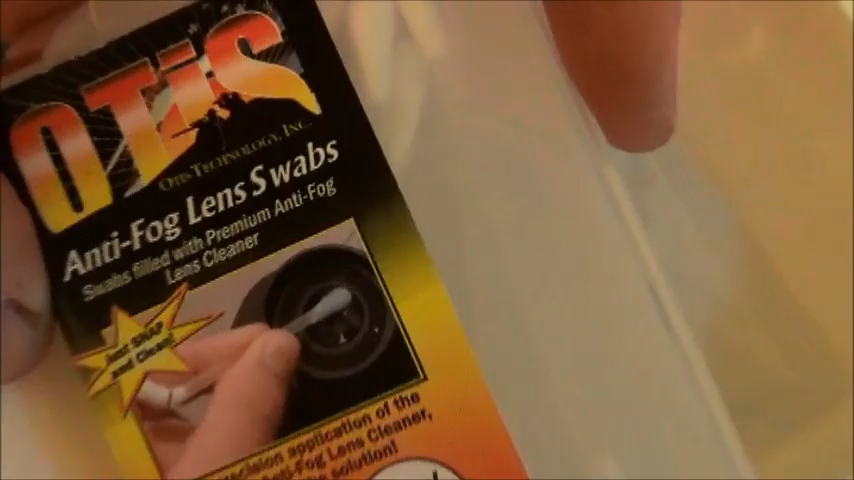 OTIS
OTIS TECHNOLOGY, INC.
Anti-Fog Lens Swabs
Swabs filled with Premium Anti-Fog
Lens Cleaner
Just SNAP
and Clean!
precision application of the
Anti-Fog Lens Cleaner,
the solution!